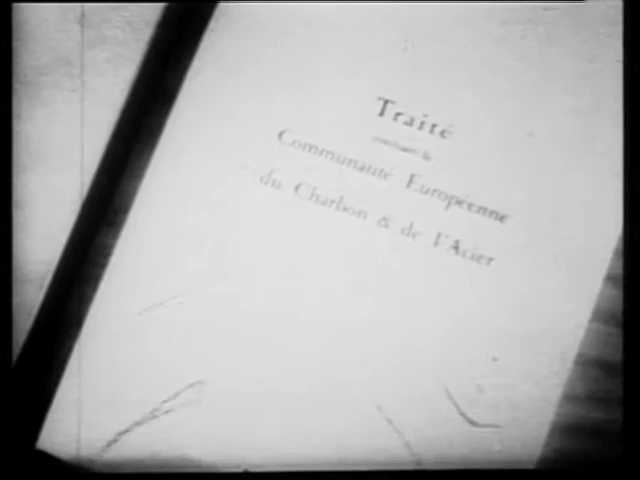 Traité
Communauté Européenne
du Charbon & de l'Acier